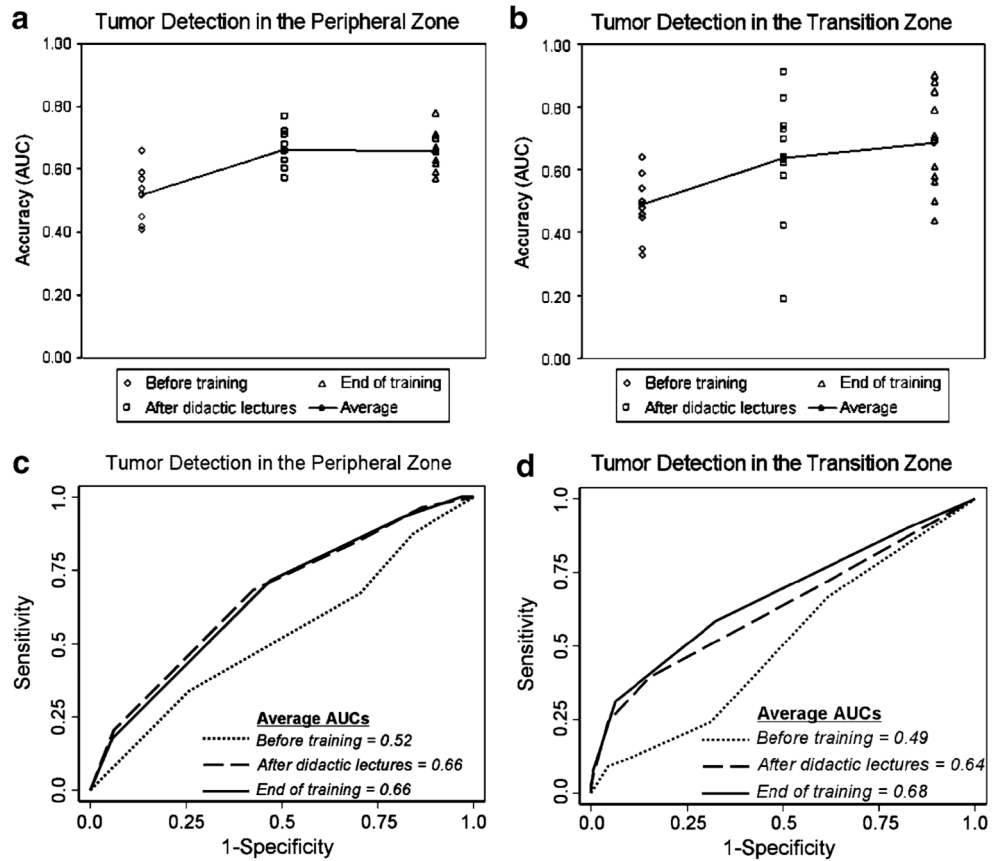 a
Tumor Detection in the Peripheral Zone
1.00
0.80
0.60
0.40
0.20
0.00
Accuracy (AUC)
Before training
End of training
After didactic lectures
Average
b
Tumor Detection in the Transition Zone
1.00
0.80
0.60
0.40
0.20
0.00
Accuracy (AUC)
Before training
End of training
After didactic lectures
Average
c
Tumor Detection in the Peripheral Zone
1.0
0.75
0.5
0.25
0.0
Sensitivity
Average AUCs
Before training = 0.52
After didactic lectures = 0.66
End of training = 0.66
0.0 0.25 0.5 0.75 1.0
1-Specificity
d
Tumor Detection in the Transition Zone
1.0
0.75
0.5
0.25
0.0
Sensitivity
Average AUCs
Before training = 0.49
After didactic lectures = 0.64
End of training = 0.68
0.0 0.25 0.5 0.75 1.0
1-Specificity